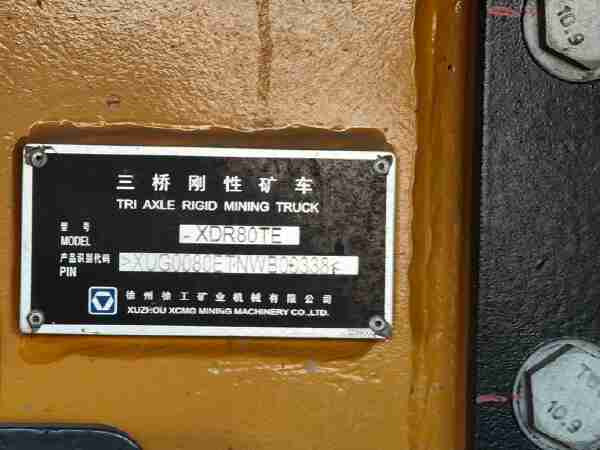 10.9
三桥刚性矿车
TRI AXLE RIGID MINING TRUCK
型号
MODEL
-XDR80TE
产品识别代码
PIN
徐州徐工矿业机械有限公司
XUZHOU XCMG MINING MACHINERY CO.,LTD.
10.9